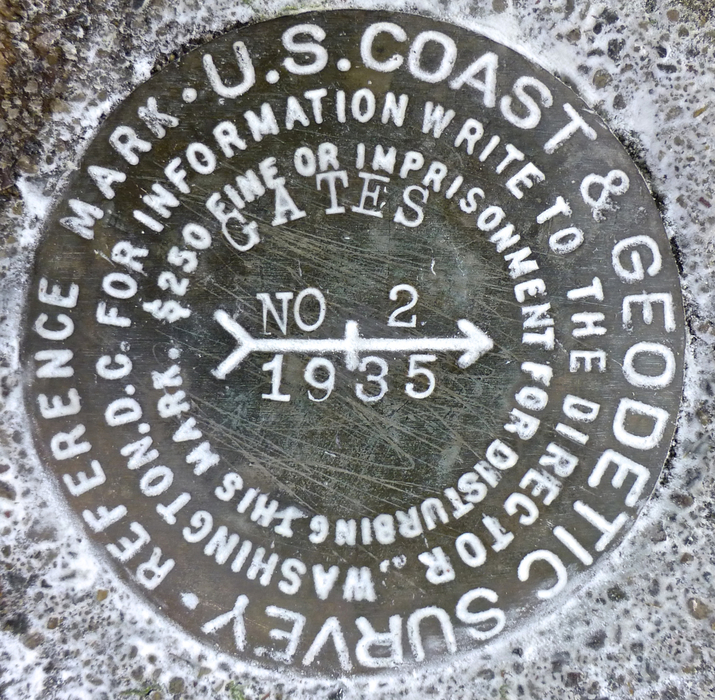 U.S. COAST & GEODETIC SURVEY · REFERENCE MARK ·
FOR INFORMATION WRITE TO THE DIRECTOR, WASHINGTON, D.C.
$250 FINE OR IMPRISONMENT FOR DISTURBING THIS MARK.
GATES
NO 2
1935